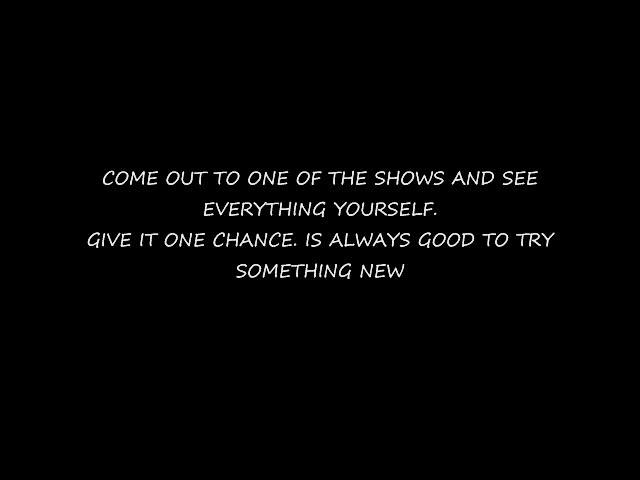 COME OUT TO ONE OF THE SHOWS AND SEE
EVERYTHING YOURSELF.
GIVE IT ONE CHANCE. IS ALWAYS GOOD TO TRY
SOMETHING NEW